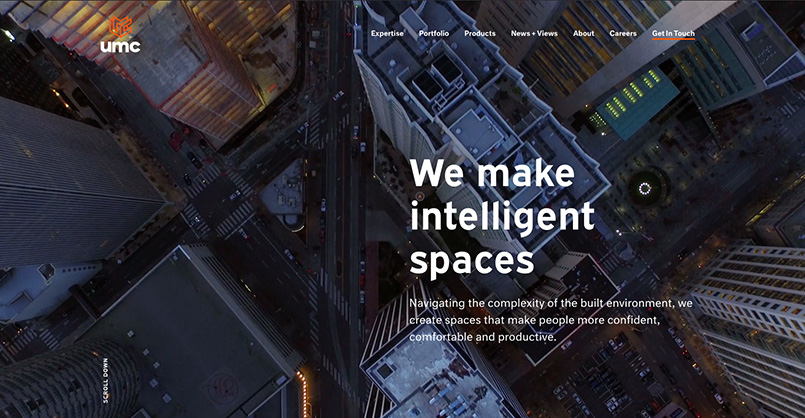 umc
Expertise
Portfolio
Products
News + Views
About
Careers
Get In Touch
We make
intelligent
spaces
Navigating the complexity of the built environment, we
create spaces that make people more confident,
comfortable and productive.
SCROLL DOWN